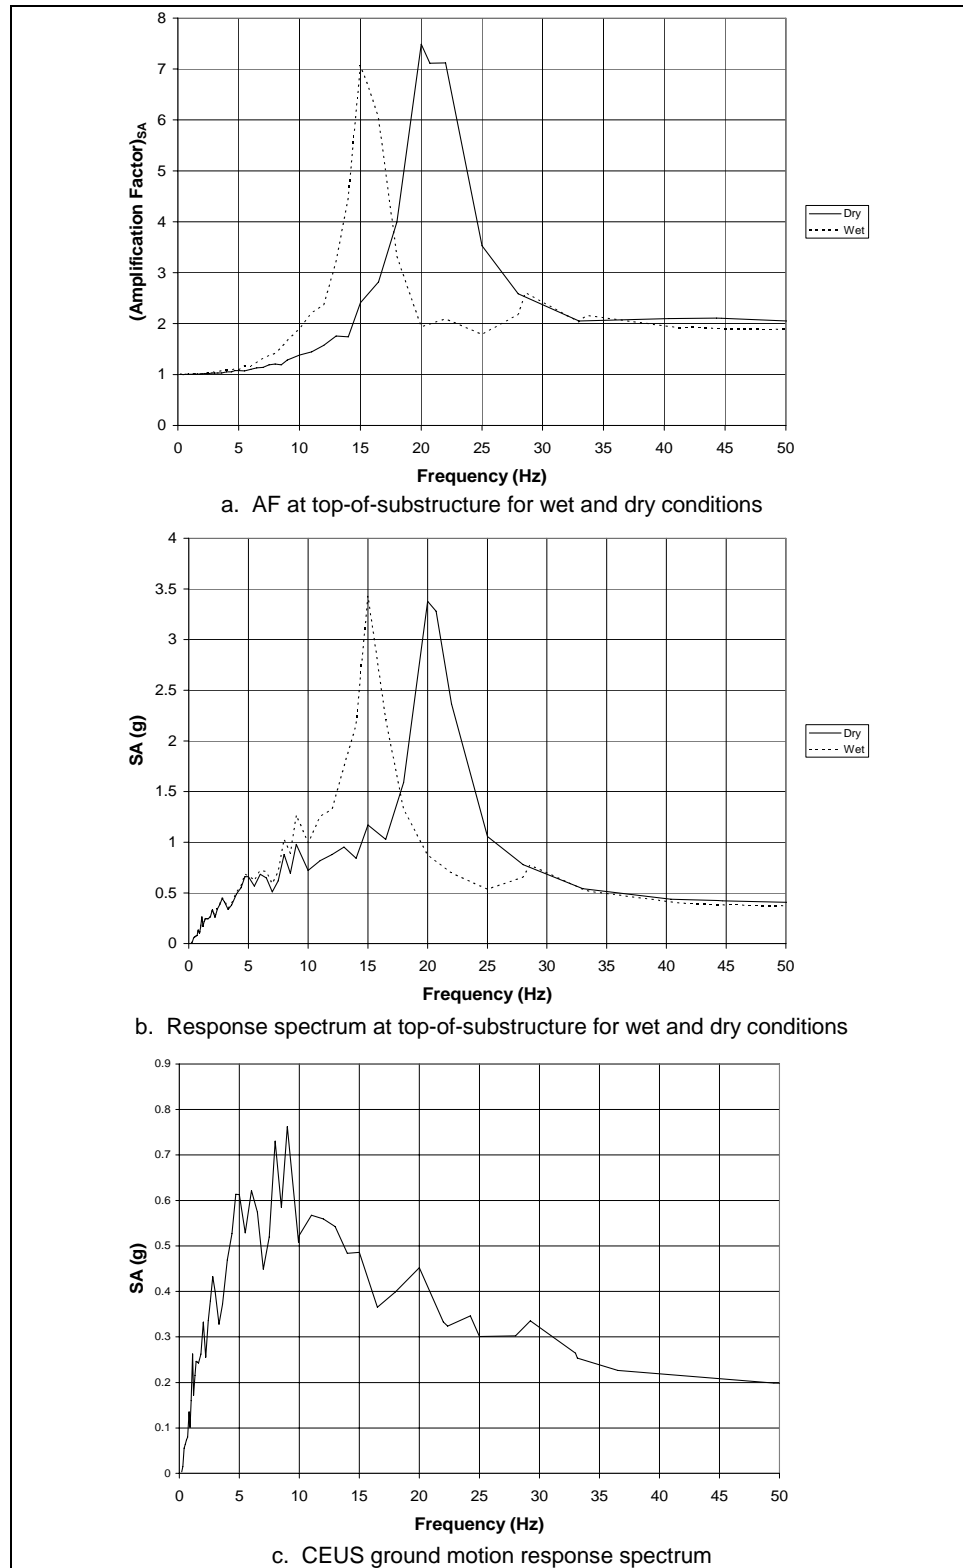 8
7
6
5
4
3
2
1
0
(Amplification Factor)SA
0 5 10 15 20 25 30 35 40 45 50
Frequency (Hz)
Dry
Wet
a. AF at top-of-substructure for wet and dry conditions
4
3.5
3
2.5
2
1.5
1
0.5
0
SA (g)
0 5 10 15 20 25 30 35 40 45 50
Frequency (Hz)
Dry
Wet
b. Response spectrum at top-of-substructure for wet and dry conditions
0.9
0.8
0.7
0.6
0.5
0.4
0.3
0.2
0.1
0
SA (g)
0 5 10 15 20 25 30 35 40 45 50
Frequency (Hz)
c. CEUS ground motion response spectrum